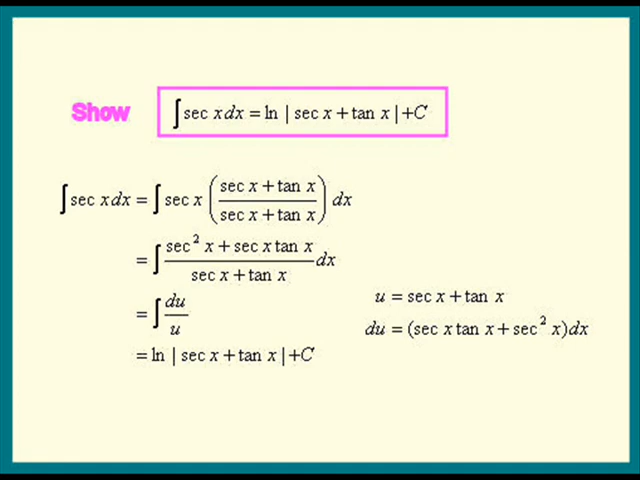 Show ∫ sec x dx = ln | sec x + tan x | + C
∫ sec x dx = ∫ sec x ( (sec x + tan x) / (sec x + tan x) ) dx
= ∫ (sec² x + sec x tan x) / (sec x + tan x) dx
= ∫ du / u
u = sec x + tan x
du = (sec x tan x + sec² x) dx
= ln | sec x + tan x | + C